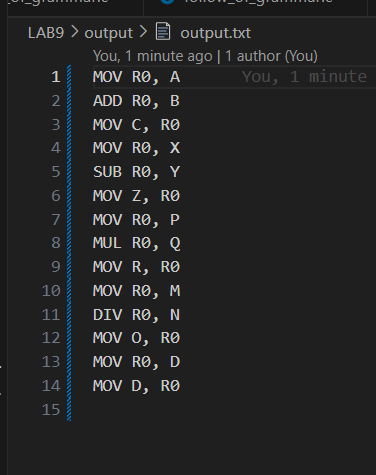 _of_grammane
follow_of_grammane
LAB9 > output > output.txt
You, 1 minute ago | 1 author (You)
1 MOV R0, A You, 1 minute
2 ADD R0, B
3 MOV C, R0
4 MOV R0, X
5 SUB R0, Y
6 MOV Z, R0
7 MOV R0, P
8 MUL R0, Q
9 MOV R, R0
10 MOV R0, M
11 DIV R0, N
12 MOV O, R0
13 MOV R0, D
14 MOV D, R0
15